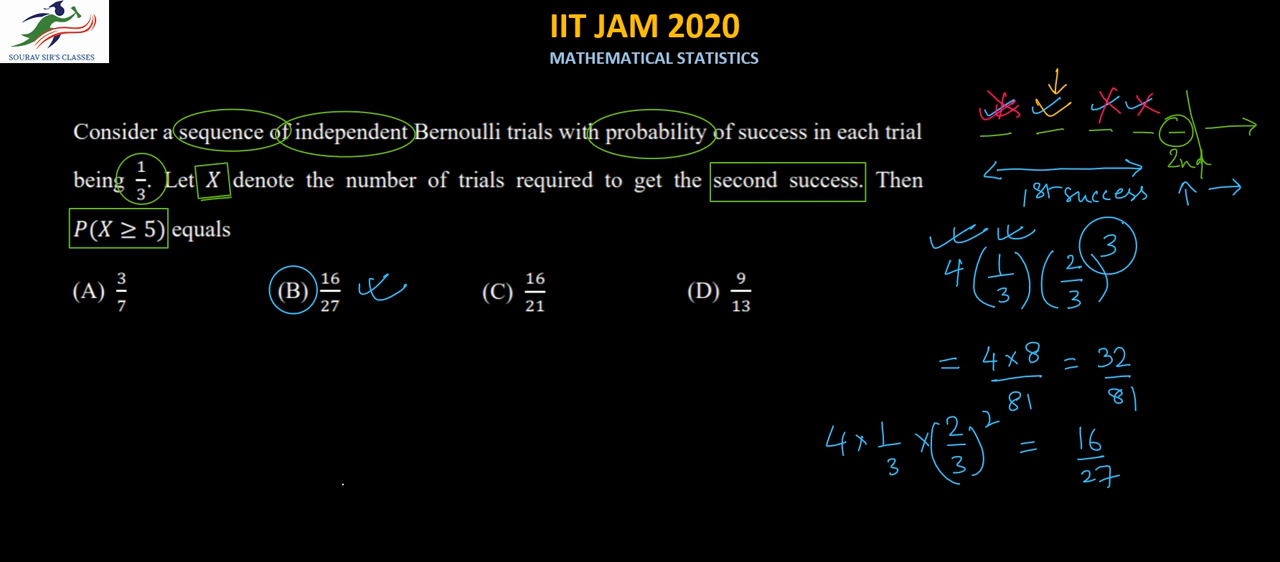 SOURAV SIR'S CLASSES
IIT JAM 2020
MATHEMATICAL STATISTICS
Consider a sequence of independent Bernoulli trials with probability of success in each trial
being 1/3. Let X denote the number of trials required to get the second success. Then
P(X ≥ 5) equals
(A) 3/7 (B) 16/27 (C) 16/21 (D) 9/13
2nd
1st success
4 (1/3) (2/3)^3
= 4 × 8 / 81 = 32/81
4 × 1/3 × (2/3)^2 = 16/27